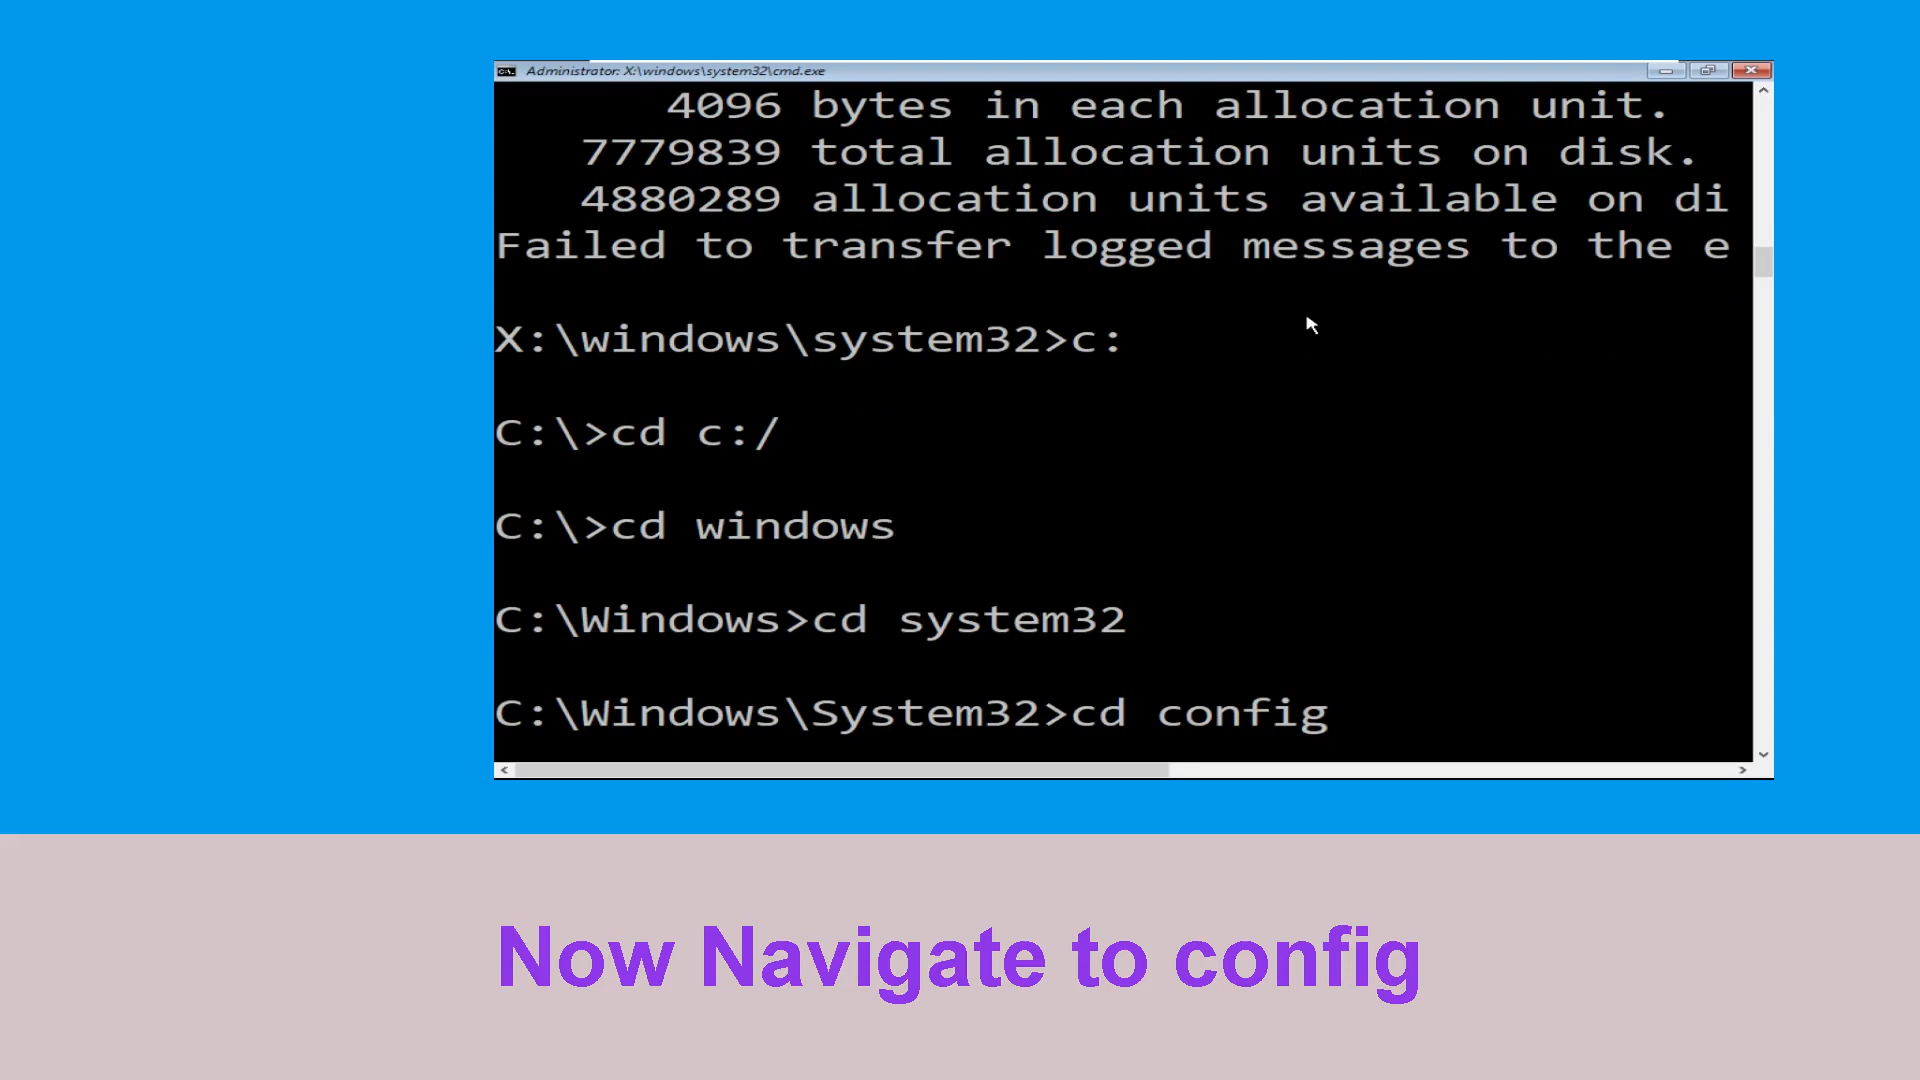 Administrator: X:\windows\system32\cmd.exe
4096 bytes in each allocation unit.
7779839 total allocation units on disk.
4880289 allocation units available on di
Failed to transfer logged messages to the e
X:\windows\system32>c:
C:\>cd c:/
C:\>cd windows
C:\Windows>cd system32
C:\Windows\System32>cd config
Now Navigate to config